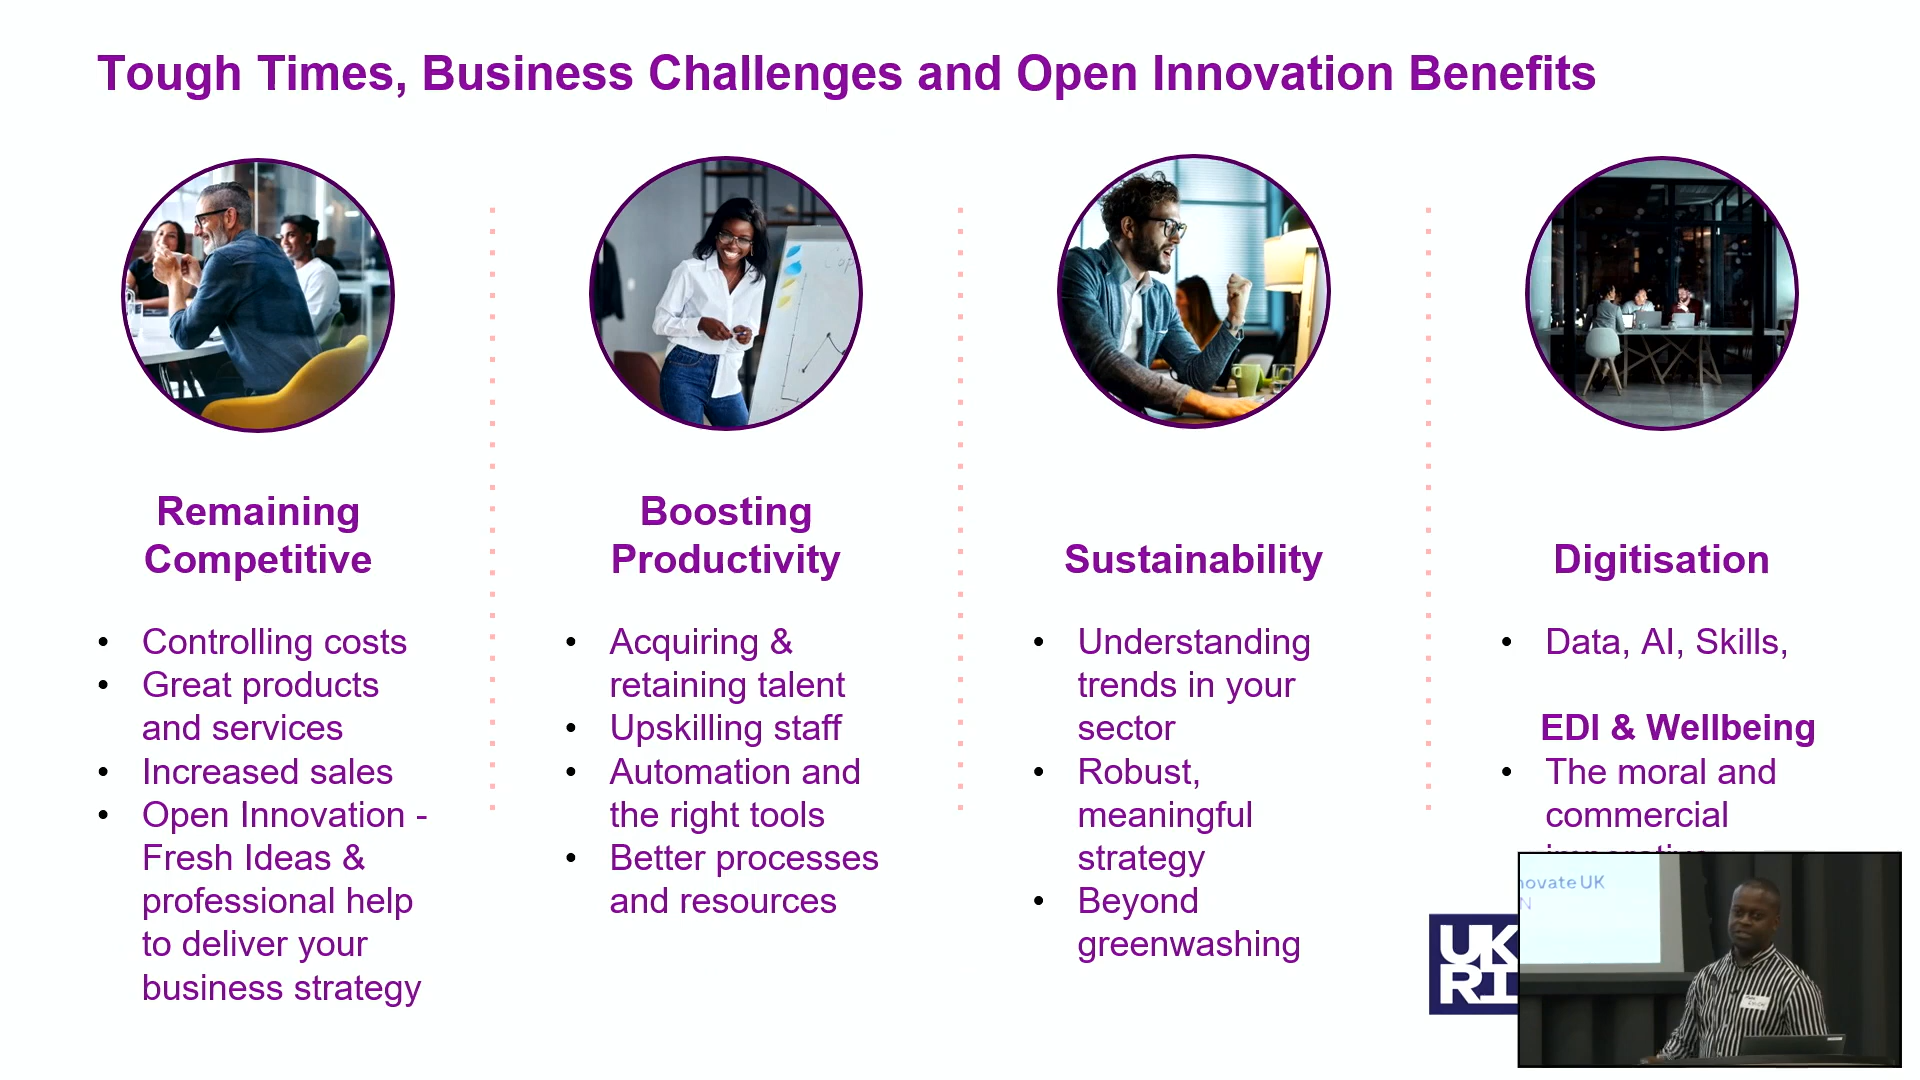 Tough Times, Business Challenges and Open Innovation Benefits
Remaining
Competitive
• Controlling costs
• Great products
and services
• Increased sales
• Open Innovation -
Fresh Ideas &
professional help
to deliver your
business strategy
Boosting
Productivity
• Acquiring &
retaining talent
• Upskilling staff
• Automation and
the right tools
• Better processes
and resources
Sustainability
• Understanding
trends in your
sector
• Robust,
meaningful
strategy
• Beyond
greenwashing
Digitisation
• Data, AI, Skills,
EDI & Wellbeing
• The moral and
commercial
UK
RI
novate UK
N